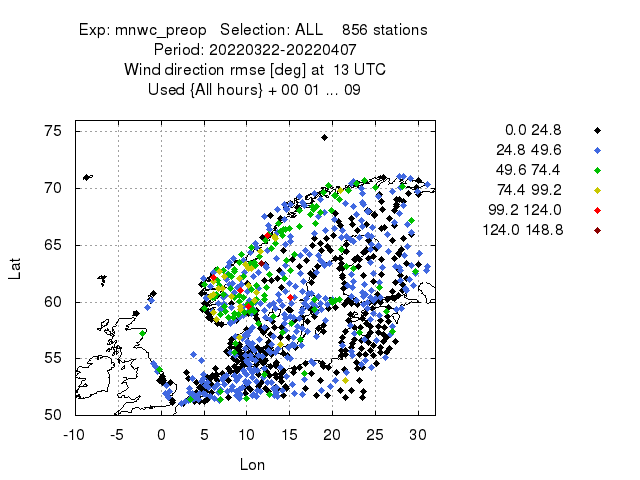 Exp: mnwc_preop   Selection: ALL    856 stations
Period: 20220322-20220407
Wind direction rmse [deg] at  13 UTC
Used {All hours} + 00 01 ... 09
0.0 24.8
24.8 49.6
49.6 74.4
74.4 99.2
99.2 124.0
124.0 148.8
75
70
65
60
55
50
Lat
-10 -5 0 5 10 15 20 25 30
Lon